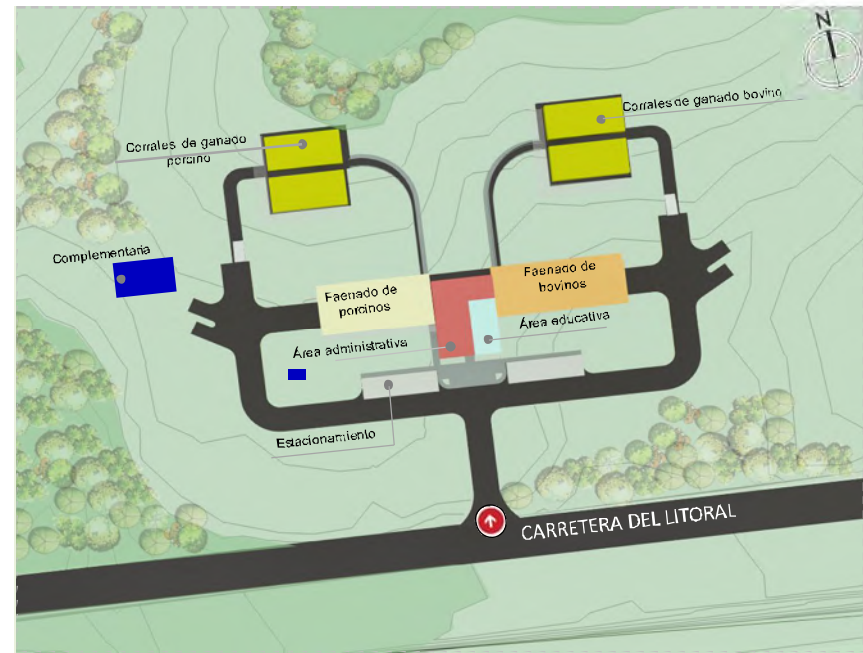 N
Corrales de ganado bovino
Corrales de ganado
porcino
Complementaria
Faenado de
bovinos
Faenado de
porcinos
Área educativa
Área administrativa
Estacionamiento
CARRETERA DEL LITORAL